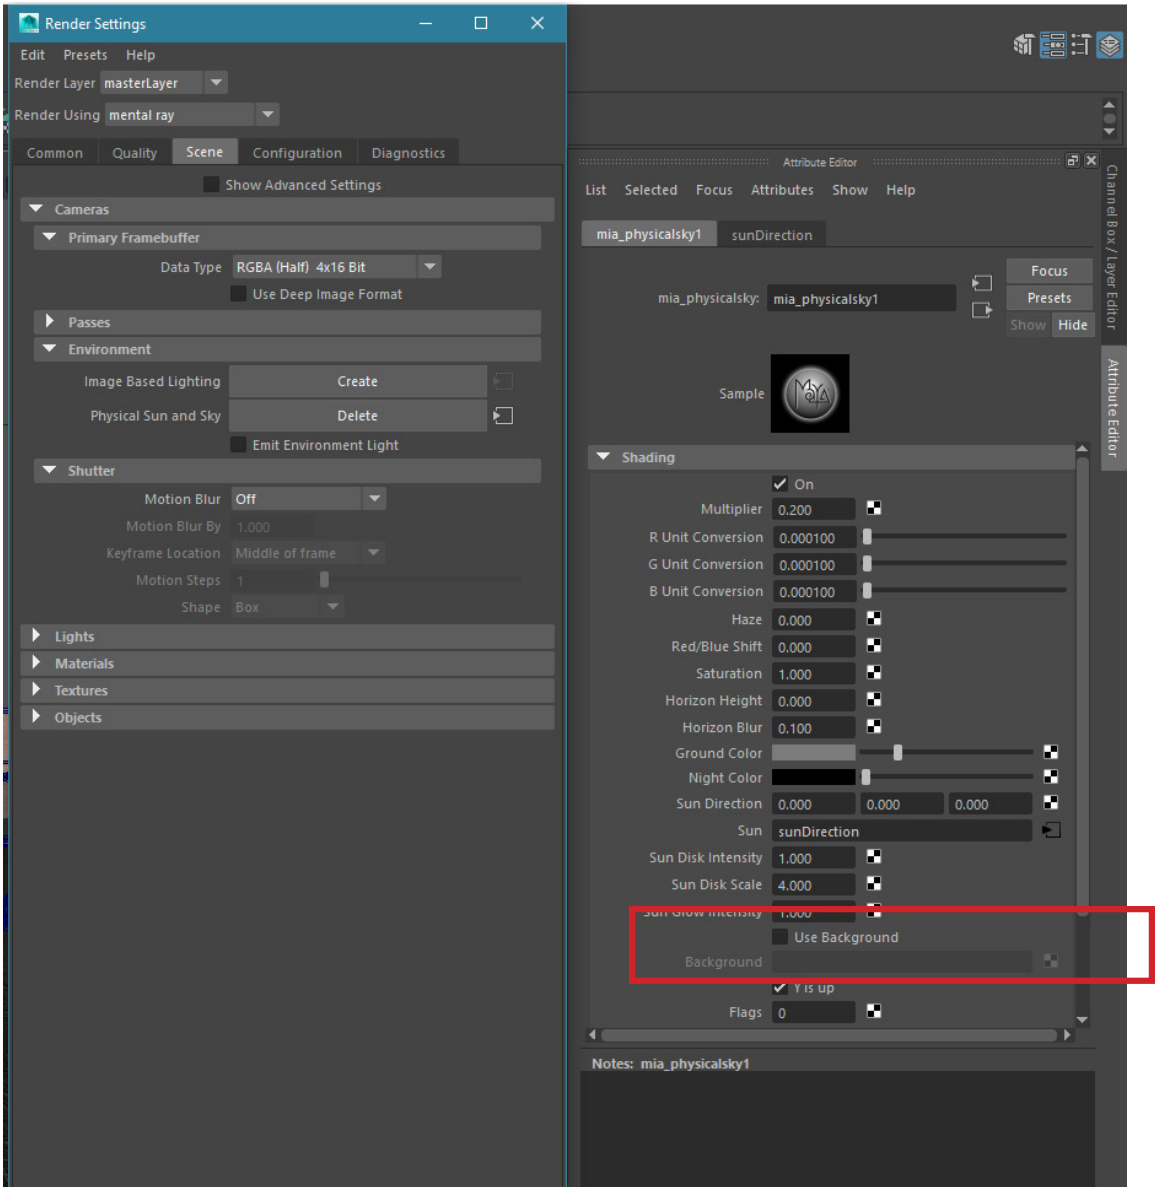 Render Settings
Edit Presets Help
Render Layer masterLayer
Render Using mental ray
Common Quality Scene Configuration Diagnostics
Show Advanced Settings
Cameras
Primary Framebuffer
Data Type RGBA (Half) 4x16 Bit
Use Deep Image Format
Passes
Environment
Image Based Lighting Create
Physical Sun and Sky Delete
Emit Environment Light
Shutter
Motion Blur Off
Motion Blur By 1.000
Keyframe Location Middle of frame
Motion Steps 1
Shape Box
Lights
Materials
Textures
Objects
Attribute Editor
List Selected Focus Attributes Show Help
mia_physicalsky1 sunDirection
Focus
mia_physicalsky: mia_physicalsky1 Presets
Show Hide
Sample
MAYA
Shading
On
Multiplier 0.200
R Unit Conversion 0.000100
G Unit Conversion 0.000100
B Unit Conversion 0.000100
Haze 0.000
Red/Blue Shift 0.000
Saturation 1.000
Horizon Height 0.000
Horizon Blur 0.100
Ground Color
Night Color
Sun Direction 0.000 0.000 0.000
Sun sunDirection
Sun Disk Intensity 1.000
Sun Disk Scale 4.000
Sun Glow Intensity 1.000
Use Background
Background
Y is up
Flags 0
Notes: mia_physicalsky1
Channel Box / Layer Editor
Attribute Editor